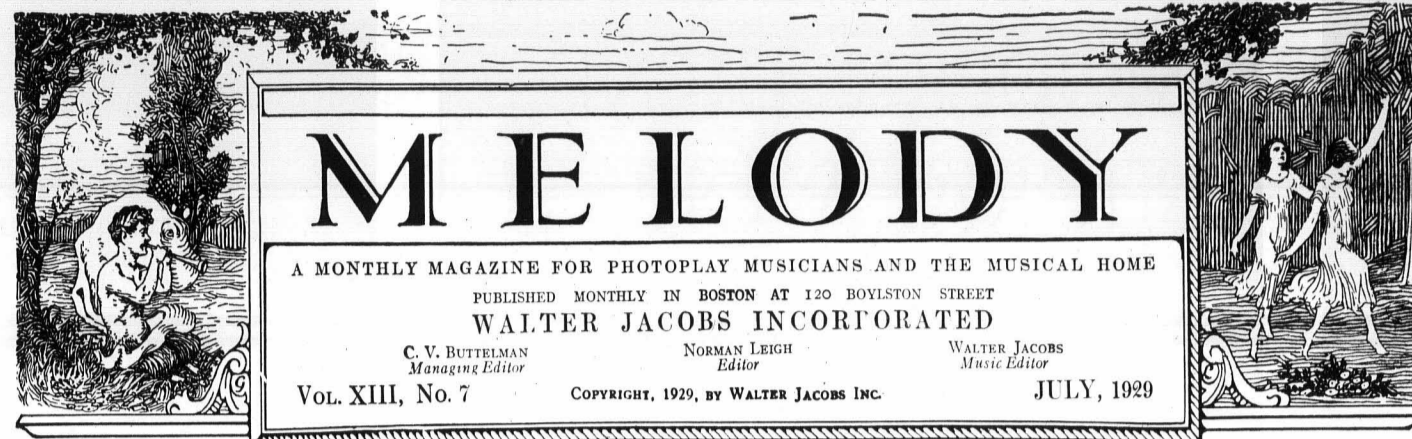 MELODY
A MONTHLY MAGAZINE FOR PHOTOPLAY MUSICIANS AND THE MUSICAL HOME
PUBLISHED MONTHLY IN BOSTON AT 120 BOYLSTON STREET
WALTER JACOBS INCORPORATED
C. V. BUTTELMAN NORMAN LEIGH WALTER JACOBS
Managing Editor Editor Music Editor
VOL. XIII, No. 7 COPYRIGHT, 1929, BY WALTER JACOBS INC. JULY, 1929